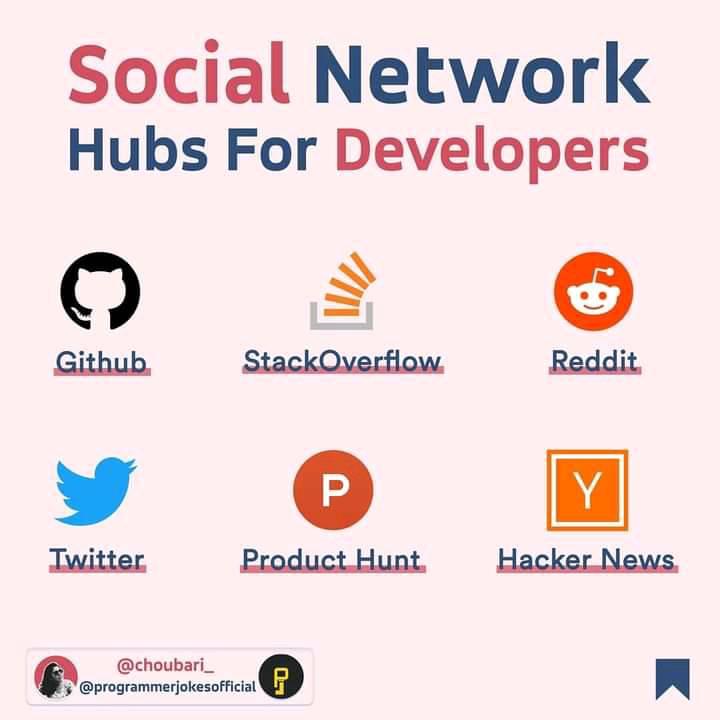 Social Network
Hubs For Developers
Github StackOverflow Reddit
P Y
Twitter Product Hunt Hacker News
@choubari_
@programmerjokesofficial